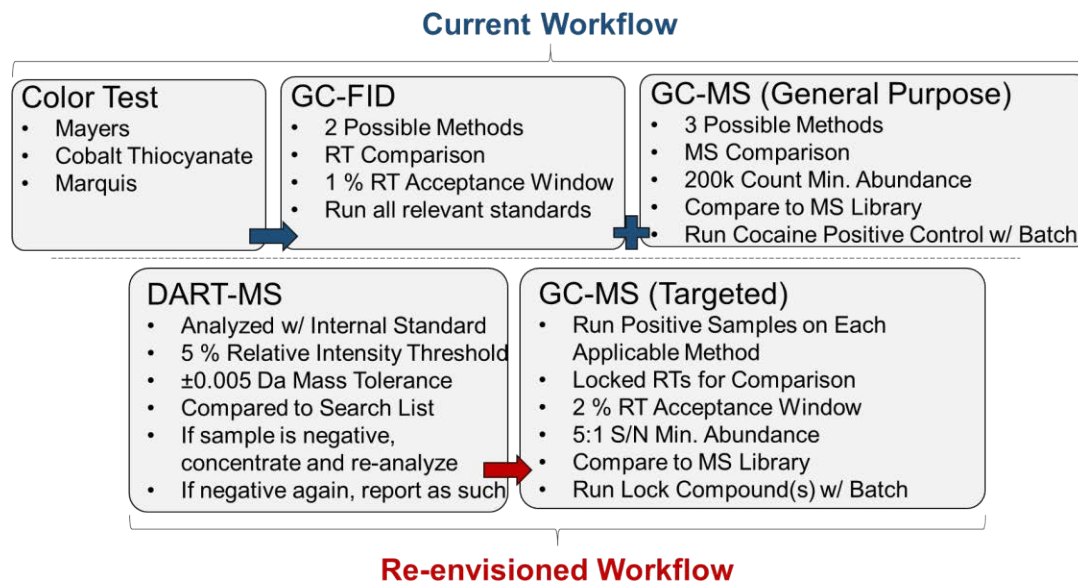 Current Workflow
Color Test
• Mayers
• Cobalt Thiocyanate
• Marquis
GC-FID
• 2 Possible Methods
• RT Comparison
• 1 % RT Acceptance Window
• Run all relevant standards
GC-MS (General Purpose)
• 3 Possible Methods
• MS Comparison
• 200k Count Min. Abundance
• Compare to MS Library
• Run Cocaine Positive Control w/ Batch
DART-MS
• Analyzed w/ Internal Standard
• 5 % Relative Intensity Threshold
• ±0.005 Da Mass Tolerance
• Compared to Search List
• If sample is negative,
concentrate and re-analyze
• If negative again, report as such
GC-MS (Targeted)
• Run Positive Samples on Each
Applicable Method
• Locked RTs for Comparison
• 2 % RT Acceptance Window
• 5:1 S/N Min. Abundance
• Compare to MS Library
• Run Lock Compound(s) w/ Batch
Re-envisioned Workflow